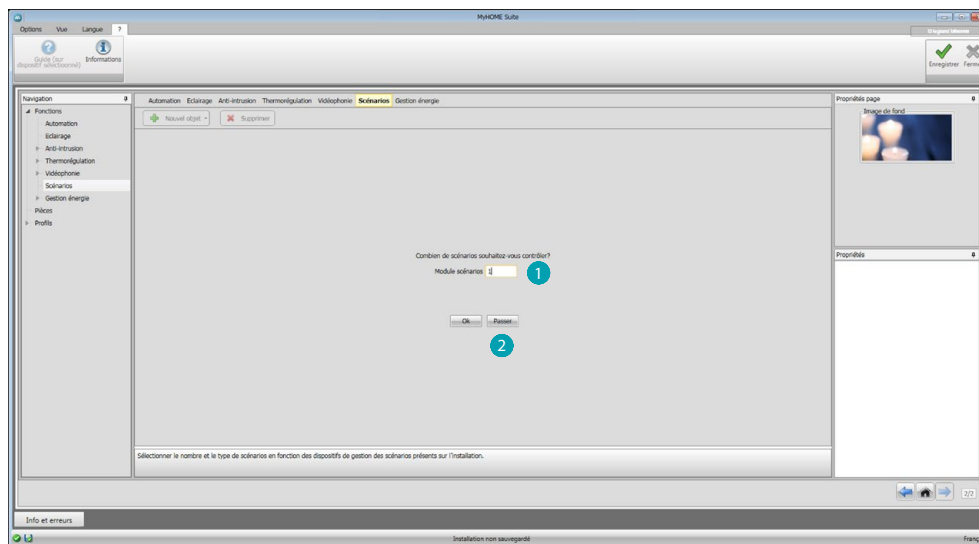 MyHOME Suite
Options Vue Langue ?
Guide (sur dispositif sélectionné)
Informations
Enregistrer Ferme
Navigation
Fonctions
Automation
Eclairage
Anti-intrusion
Thermorégulation
Vidéophonie
Scénarios
Gestion énergie
Pièces
Profils
Automation Eclairage Anti-intrusion Thermorégulation Vidéophonie Scénarios Gestion énergie
Nouvel objet Supprimer
Combien de scénarios souhaitez-vous contrôler?
Module scénarios 1
1
Ok Passer
2
Sélectionner le nombre et le type de scénarios en fonction des dispositifs de gestion des scénarios présents sur l'installation.
Propriétés page
Image de fond
Propriétés
2/2
Info et erreurs
Installation non sauvegardé
França